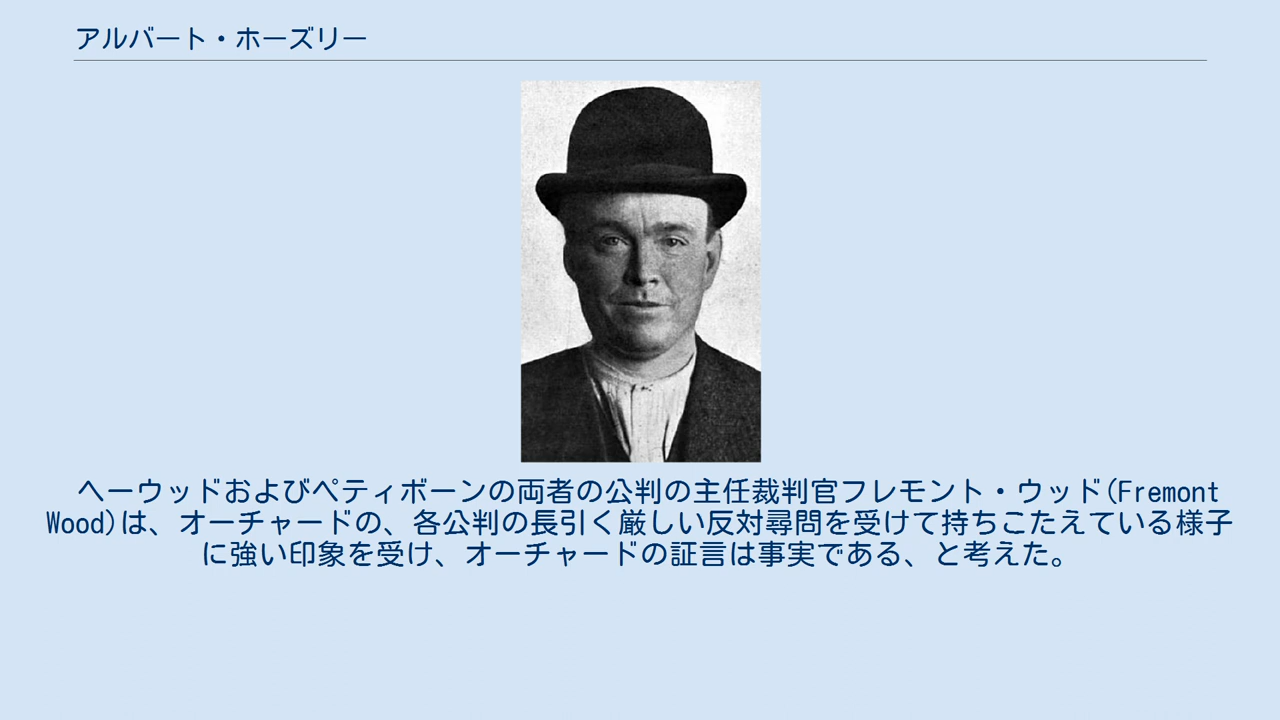 アルバート・ホーズリー
ヘーウッドおよびペティボーンの両者の公判の主任裁判官フレモント・ウッド(Fremont
Wood)は、オーチャードの、各公判の長引く厳しい反対尋問を受けて持ちこたえている様子
に強い印象を受け、オーチャードの証言は事実である、と考えた。